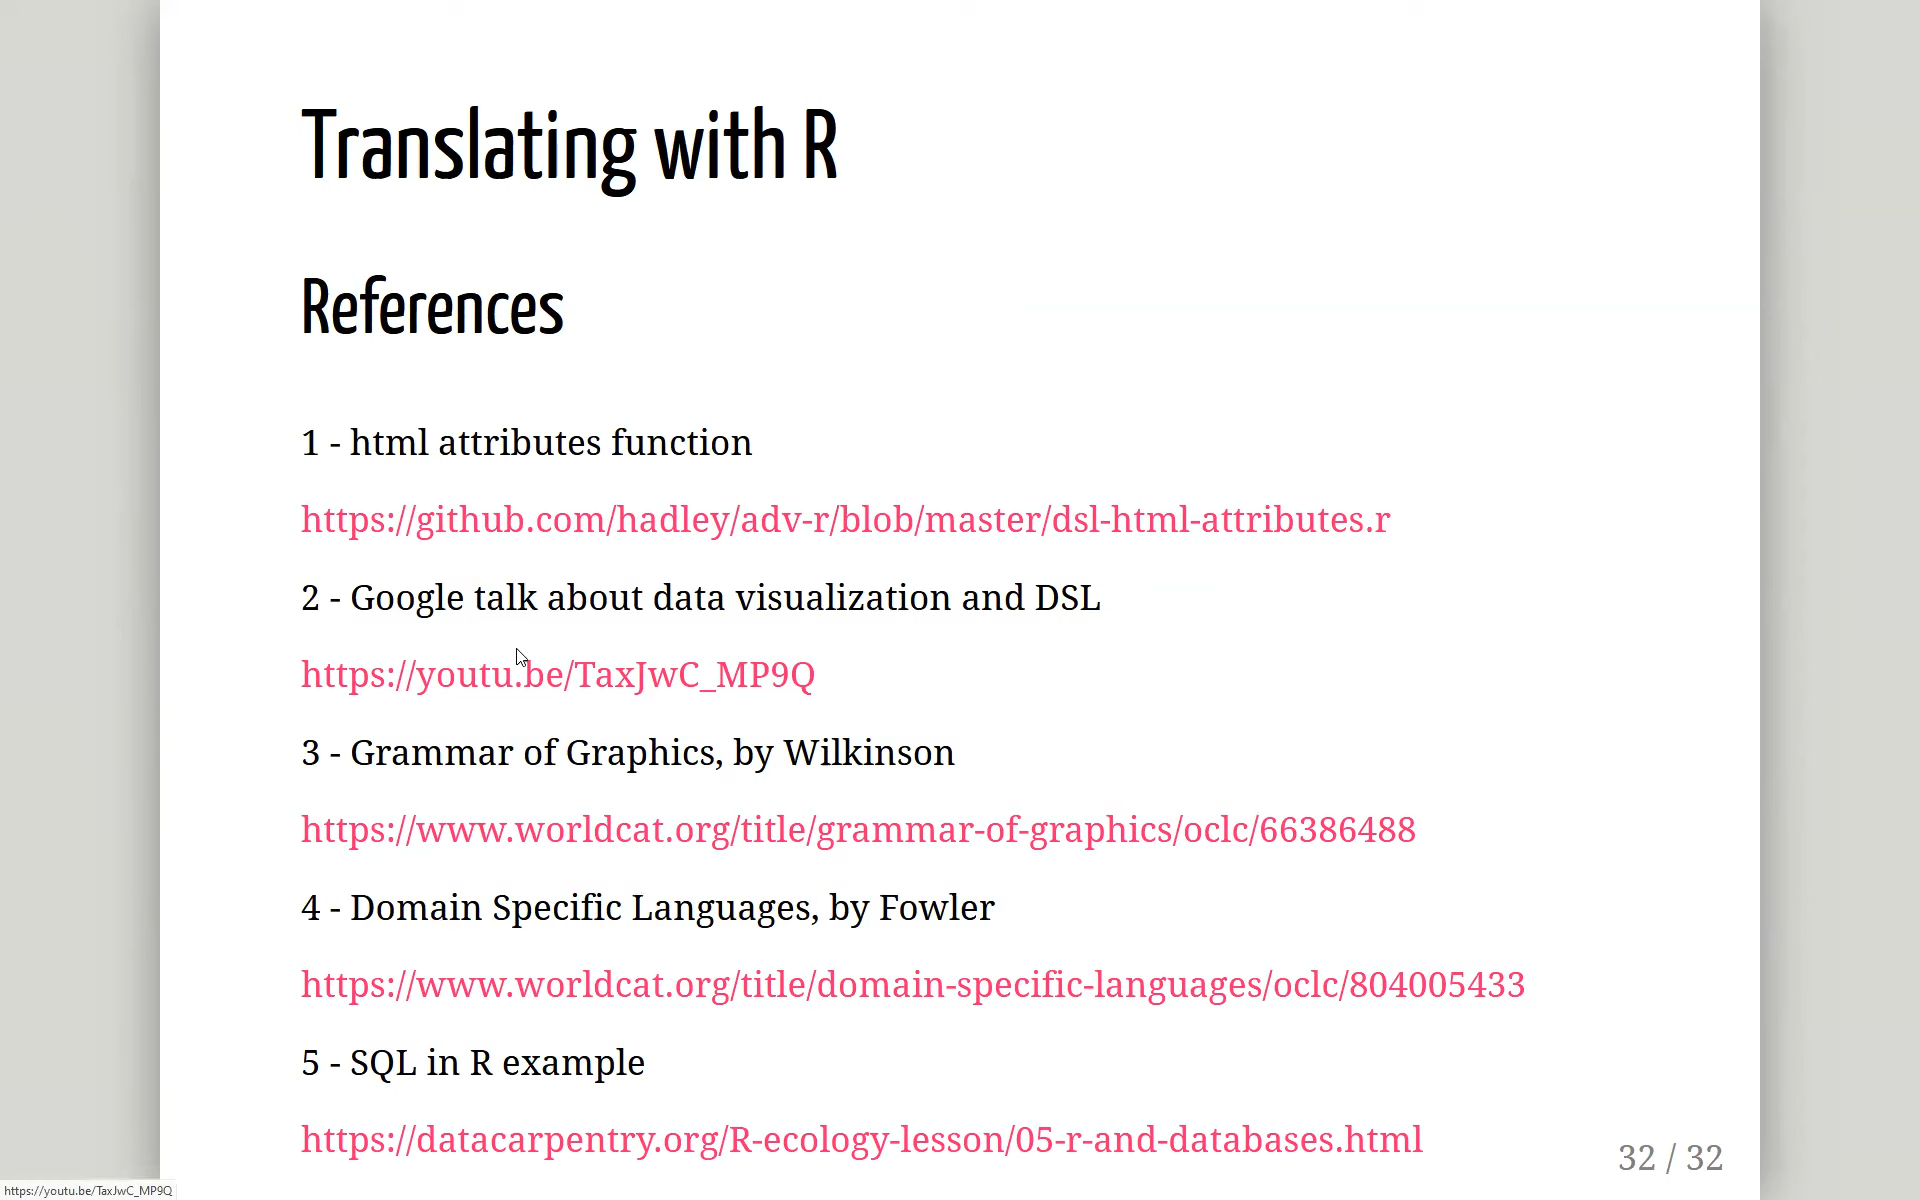 Translating with R
References
1 - html attributes function
https://github.com/hadley/adv-r/blob/master/dsl-html-attributes.r
2 - Google talk about data visualization and DSL
https://youtu.be/TaxJwC_MP9Q
3 - Grammar of Graphics, by Wilkinson
https://www.worldcat.org/title/grammar-of-graphics/oclc/66386488
4 - Domain Specific Languages, by Fowler
https://www.worldcat.org/title/domain-specific-languages/oclc/804005433
5 - SQL in R example
https://datacarpentry.org/R-ecology-lesson/05-r-and-databases.html
32 / 32
https://youtu.be/TaxJwC_MP9Q